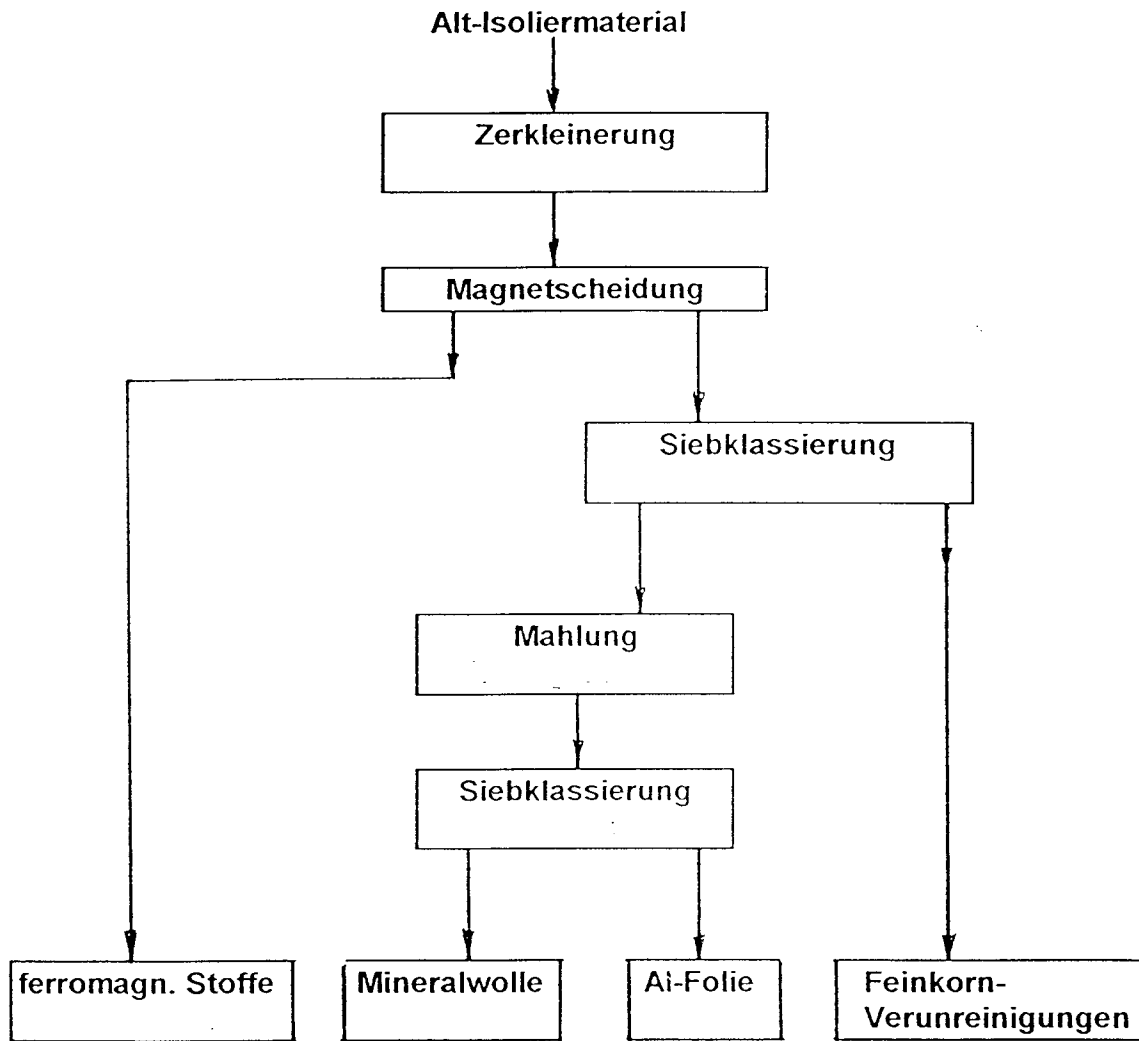 Alt-Isoliermaterial
Zerkleinerung
Magnetscheidung
Siebklassierung
Mahlung
Siebklassierung
ferromagn. Stoffe
Mineralwolle
Al-Folie
Feinkorn-
Verunreinigungen